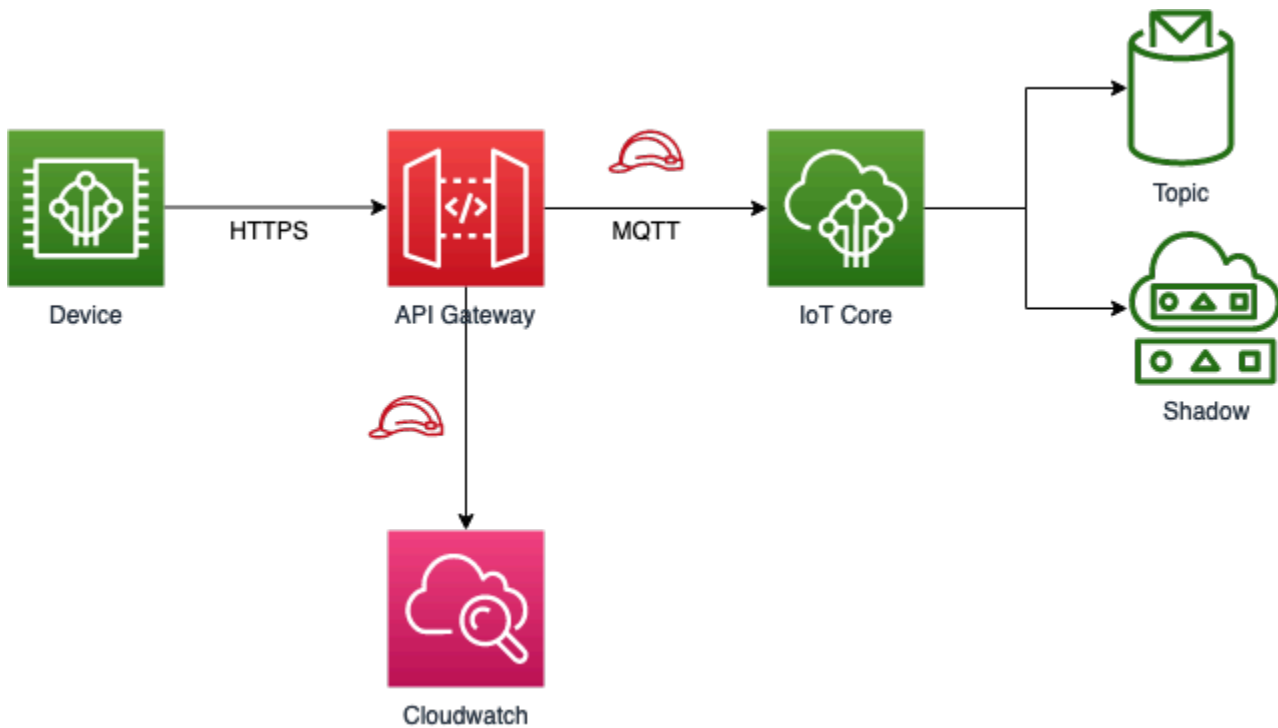 Topic
HTTPS
MQTT
Device
API Gateway
</>
IoT Core
Shadow
Cloudwatch